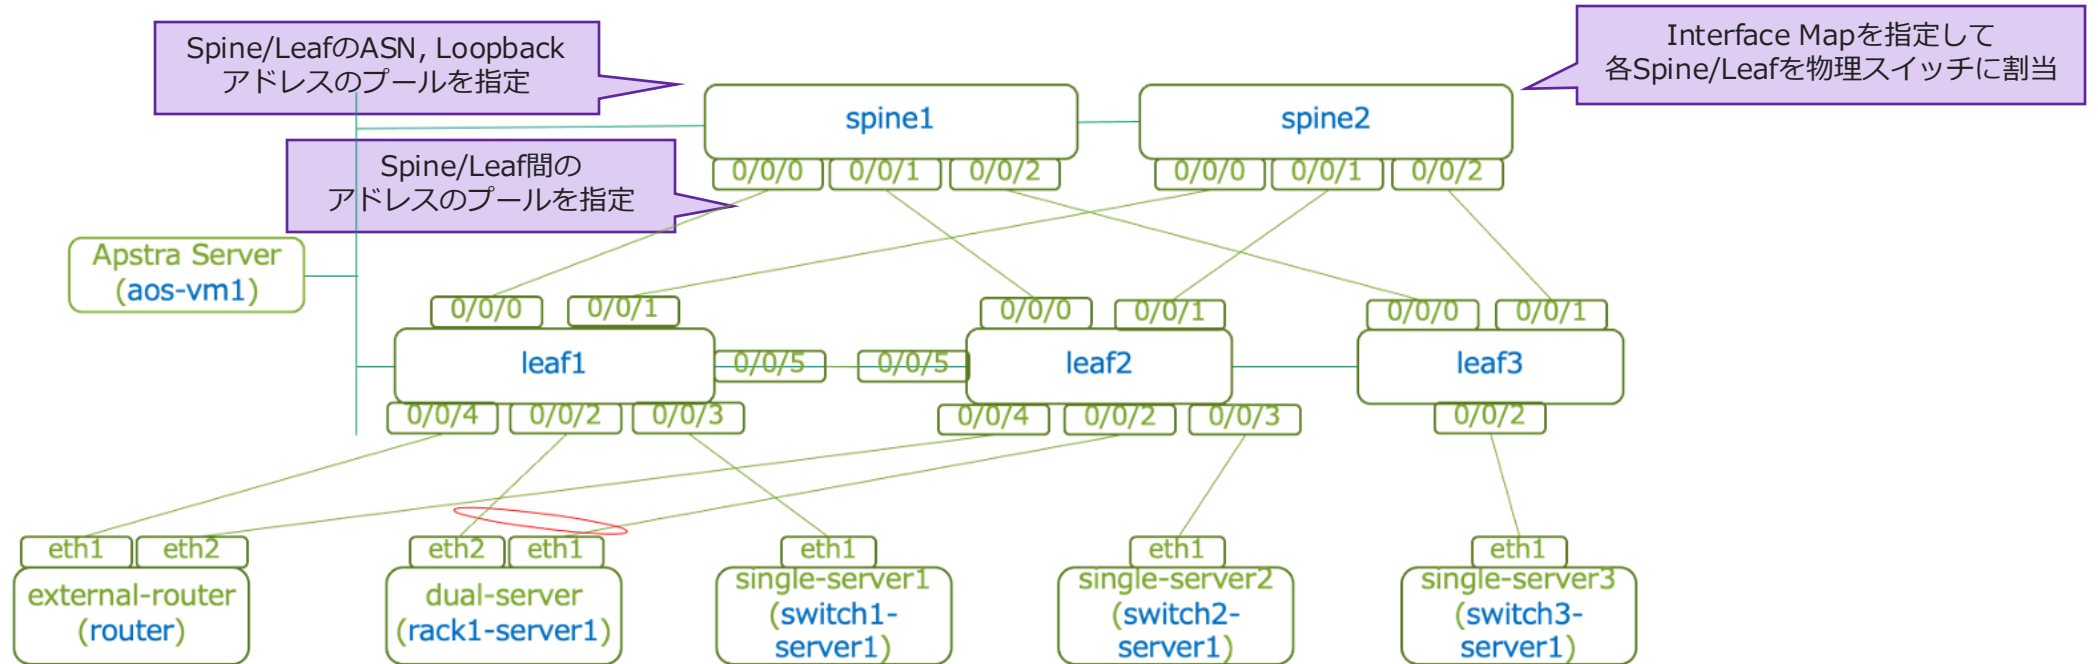 Spine/LeafのASN, Loopback
アドレスのプールを指定
Interface Mapを指定して
各Spine/Leafを物理スイッチに割当
spine1
spine2
Spine/Leaf間の
アドレスのプールを指定
0/0/0
0/0/1
0/0/2
0/0/0
0/0/1
0/0/2
Apstra Server
(aos-vm1)
0/0/0
0/0/1
0/0/0
0/0/1
0/0/0
0/0/1
leaf1
0/0/5
0/0/5
leaf2
leaf3
0/0/4
0/0/2
0/0/3
0/0/4
0/0/2
0/0/3
0/0/2
eth1
eth2
external-router
(router)
eth2
eth1
dual-server
(rack1-server1)
eth1
single-server1
(switch1-
server1)
eth1
single-server2
(switch2-
server1)
eth1
single-server3
(switch3-
server1)